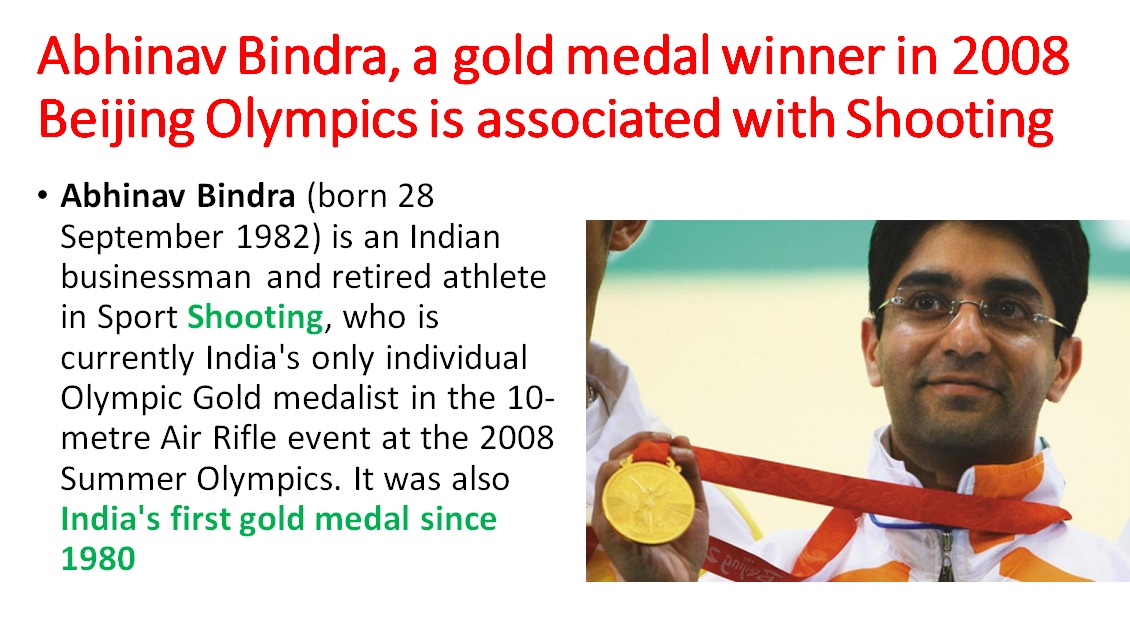 Abhinav Bindra, a gold medal winner in 2008
Beijing Olympics is associated with Shooting
• Abhinav Bindra (born 28
September 1982) is an Indian
businessman and retired athlete
in Sport Shooting, who is
currently India's only individual
Olympic Gold medalist in the 10-
metre Air Rifle event at the 2008
Summer Olympics. It was also
India's first gold medal since
1980
Beijing